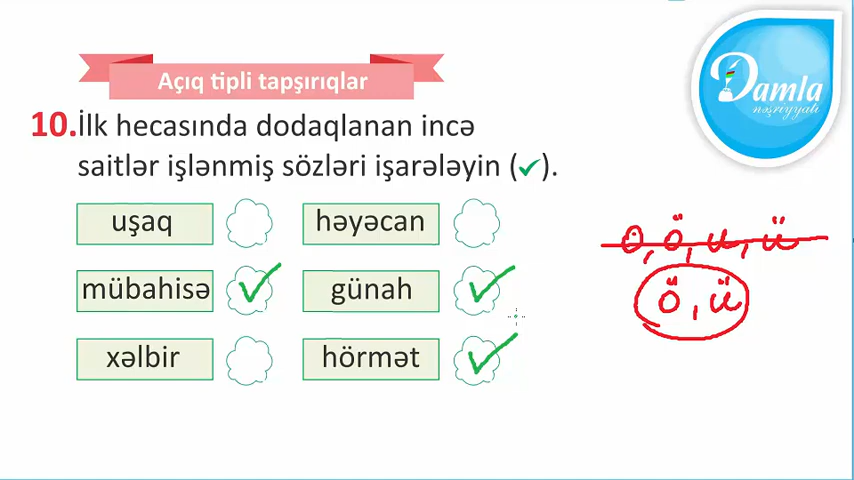 Açıq tipli tapşırıqlar
Damla
nəşriyyatı
10.İlk hecasında dodaqlanan incə
saitlər işlənmiş sözləri işarələyin (✓).
uşaq
həyəcan
mübahisə
günah
xəlbir
hörmət
o, ö, u, ü
ö, ü